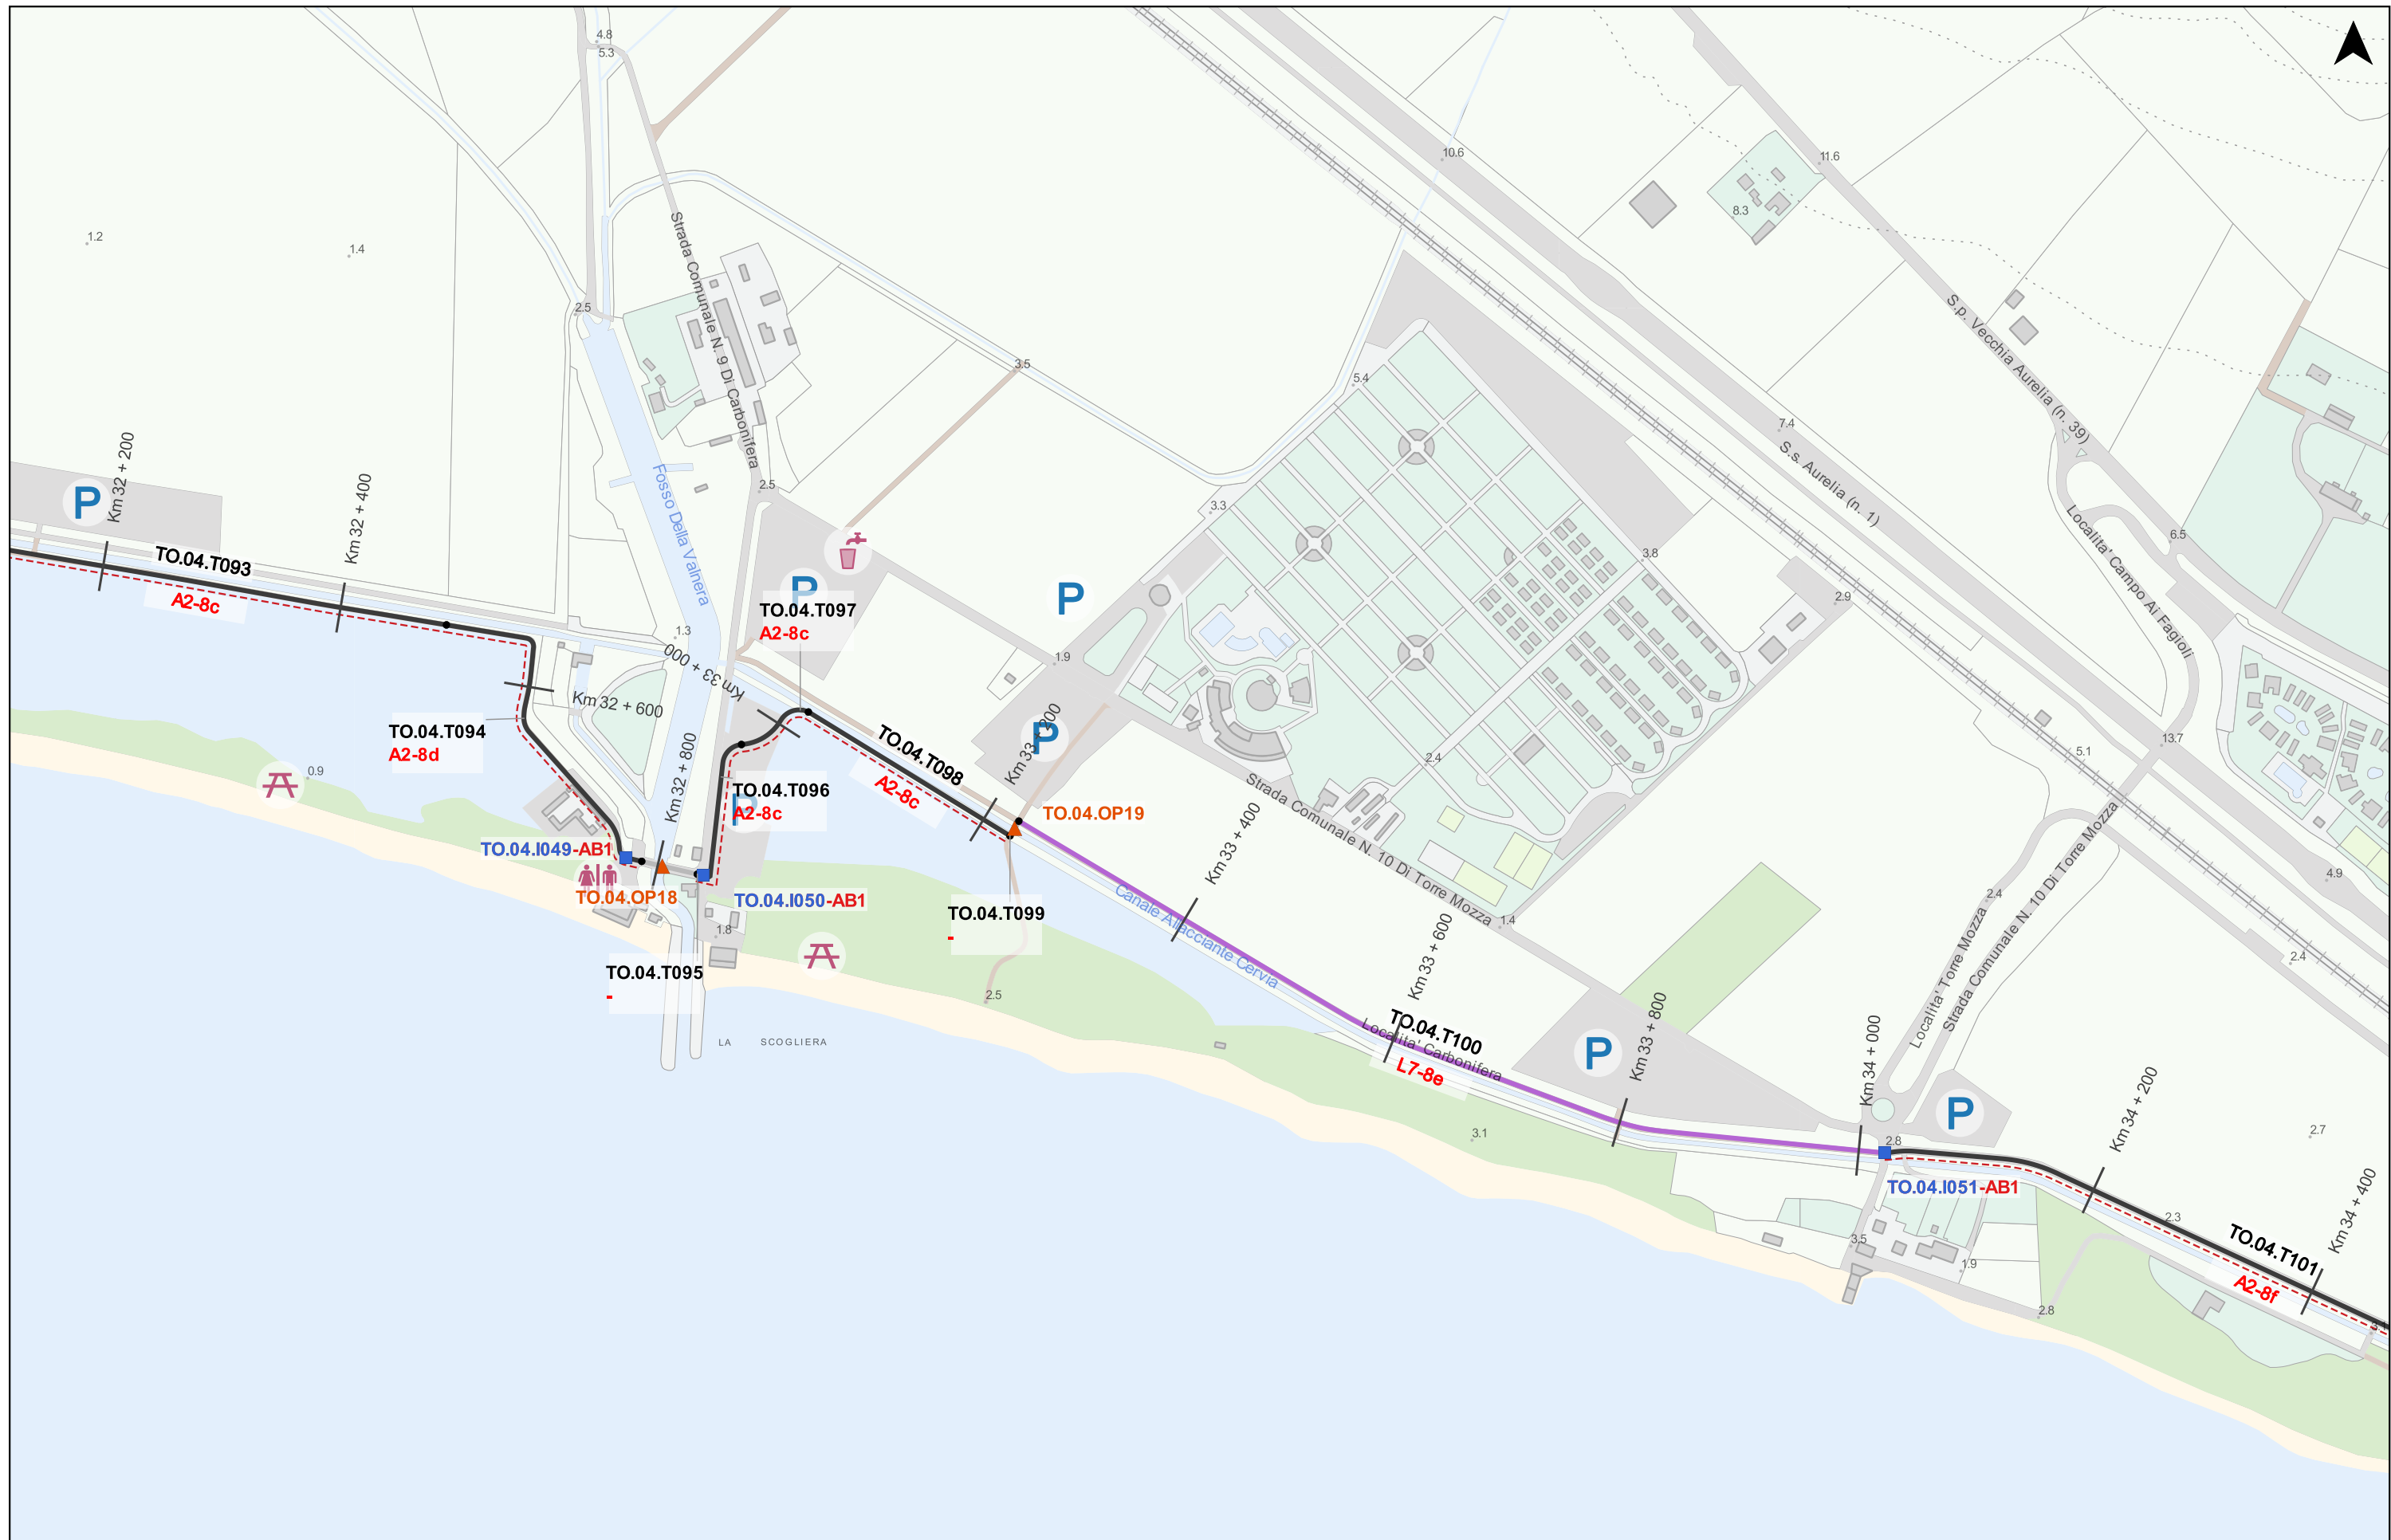 4.8
5.3
10.6
11.6
8.3
1.2
1.4
2.5
Strada Comunale N. 9 Di Carbonifera
3.5
5.4
7.4
S.p. Vecchia Aurelia (n. 39)
S.s. Aurelia (n. 1)
Km 32 + 200
P
Km 32 + 400
Fosso Della Valnera
2.5
3.3
3.8
2.9
6.5
Localita' Campo Ai Fagioli
TO.04.T093
A2-8c
P
TO.04.T097
A2-8c
P
1.3
Km 33 + 000
1.9
Km 32 + 600
TO.04.T094
A2-8d
0.9
Km 32 + 800
TO.04.T096
A2-8c
P
TO.04.T098
A2-8c
Km 33 + 200
P
2.4
13.7
5.1
TO.04.OP19
Strada Comunale N. 10 Di Torre Mozza
Km 33 + 400
TO.04.I049-AB1
TO.04.OP18
TO.04.I050-AB1
1.8
TO.04.T099
-
TO.04.T095
-
2.5
LA SCOGLIERA
Canale Allacciante Cervia
1.4
Km 33 + 600
4.9
2.4
2.4
Localita' Torre Mozza
Strada Comunale N. 10 Di Torre Mozza
TO.04.T100
Localita' Carbonifera
L7-8e
P
Km 33 + 800
Km 34 + 000
P
3.1
2.8
2.7
Km 34 + 200
TO.04.I051-AB1
2.3
Km 34 + 400
3.5
1.9
TO.04.T101
A2-8f
2.8